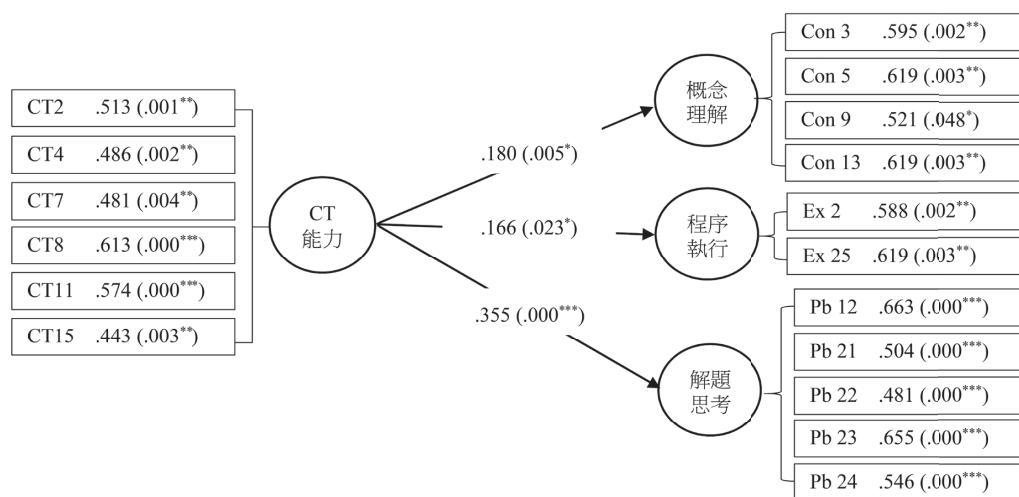 CT2 .513 (.001**)
CT4 .486 (.002**)
CT7 .481 (.004**)
CT8 .613 (.000***)
CT11 .574 (.000***)
CT15 .443 (.003**)
CT
能力
.180 (.005*)
.166 (.023*)
.355 (.000***)
概念
理解
程序
執行
解題
思考
Con 3 .595 (.002**)
Con 5 .619 (.003**)
Con 9 .521 (.048*)
Con 13 .619 (.003**)
Ex 2 .588 (.002**)
Ex 25 .619 (.003**)
Pb 12 .663 (.000***)
Pb 21 .504 (.000***)
Pb 22 .481 (.000***)
Pb 23 .655 (.000***)
Pb 24 .546 (.000***)